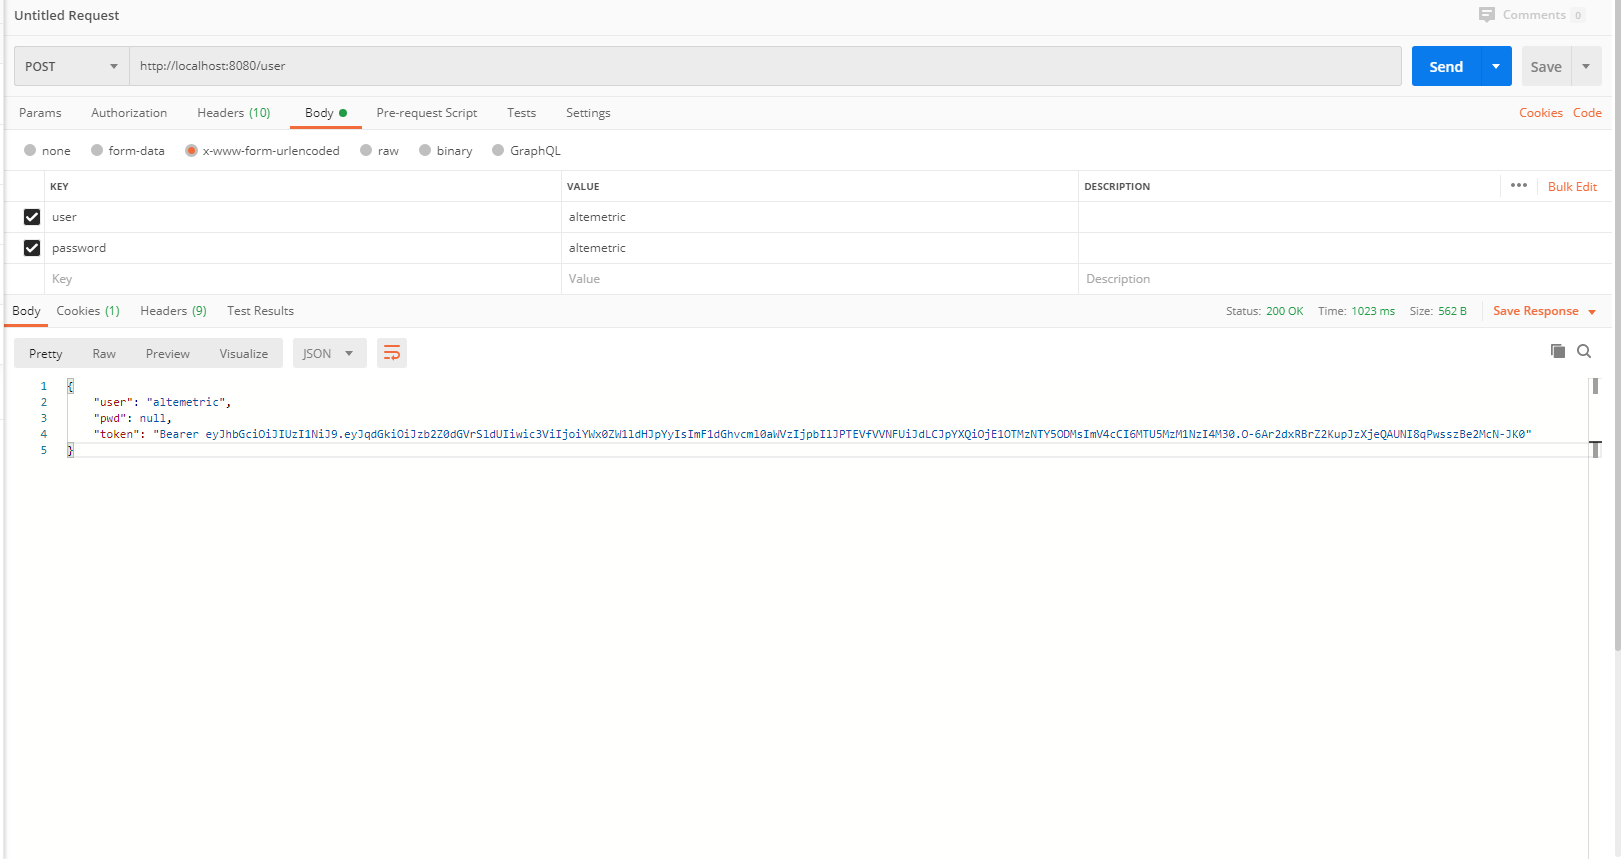 Untitled Request
Comments 0
POST http://localhost:8080/user Send Save
Params Authorization Headers (10) Body Pre-request Script Tests Settings Cookies Code
none form-data x-www-form-urlencoded raw binary GraphQL
KEY VALUE DESCRIPTION ••• Bulk Edit
user altemetric
password altemetric
Key Value Description
Body Cookies (1) Headers (9) Test Results Status: 200 OK Time: 1023 ms Size: 562 B Save Response
Pretty Raw Preview Visualize JSON
1 {
2 "user": "altemetric",
3 "pwd": null,
4 "token": "Bearer eyJhbGciOiJIUzI1NiJ9.eyJqdGkiOiJzb2Z0dGVrSldUIiwic3ViIjoiYWx0ZW1ldHJpYyIsImF1dGhvcml0aWVzIjpbIlJPTEVfVVNFUiJdLCJpYXQiOjE1OTMzNTY5ODMsImV4cCI6MTU5MzM1NzI4M30.O-6Ar2dxRBrZ2KupJzXjeQAUNI8qPwsszBe2McN-JK0"
5 }